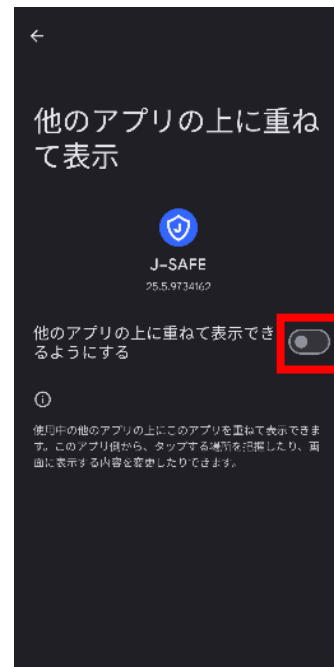 他のアプリの上に重ね
て表示
J-SAFE
25.5.9734162
他のアプリの上に重ねて表示でき
るようにする
使用中の他のアプリの上にこのアプリを重ねて表示できま
す。このアプリ側から、タップする場所を把握したり、画
面に表示する内容を変更したりできます。